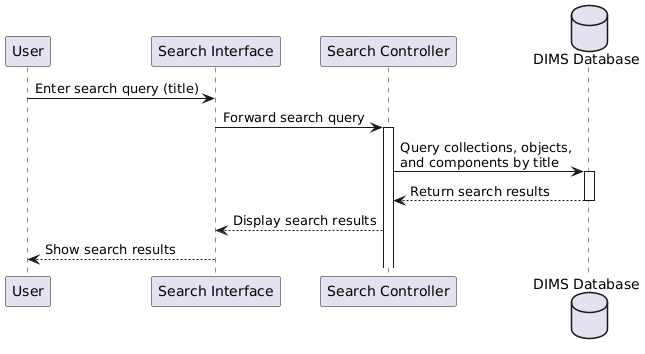 User
Search Interface
Search Controller
DIMS Database
Enter search query (title)
Forward search query
Query collections, objects,
and components by title
Return search results
Display search results
Show search results
User
Search Interface
Search Controller
DIMS Database